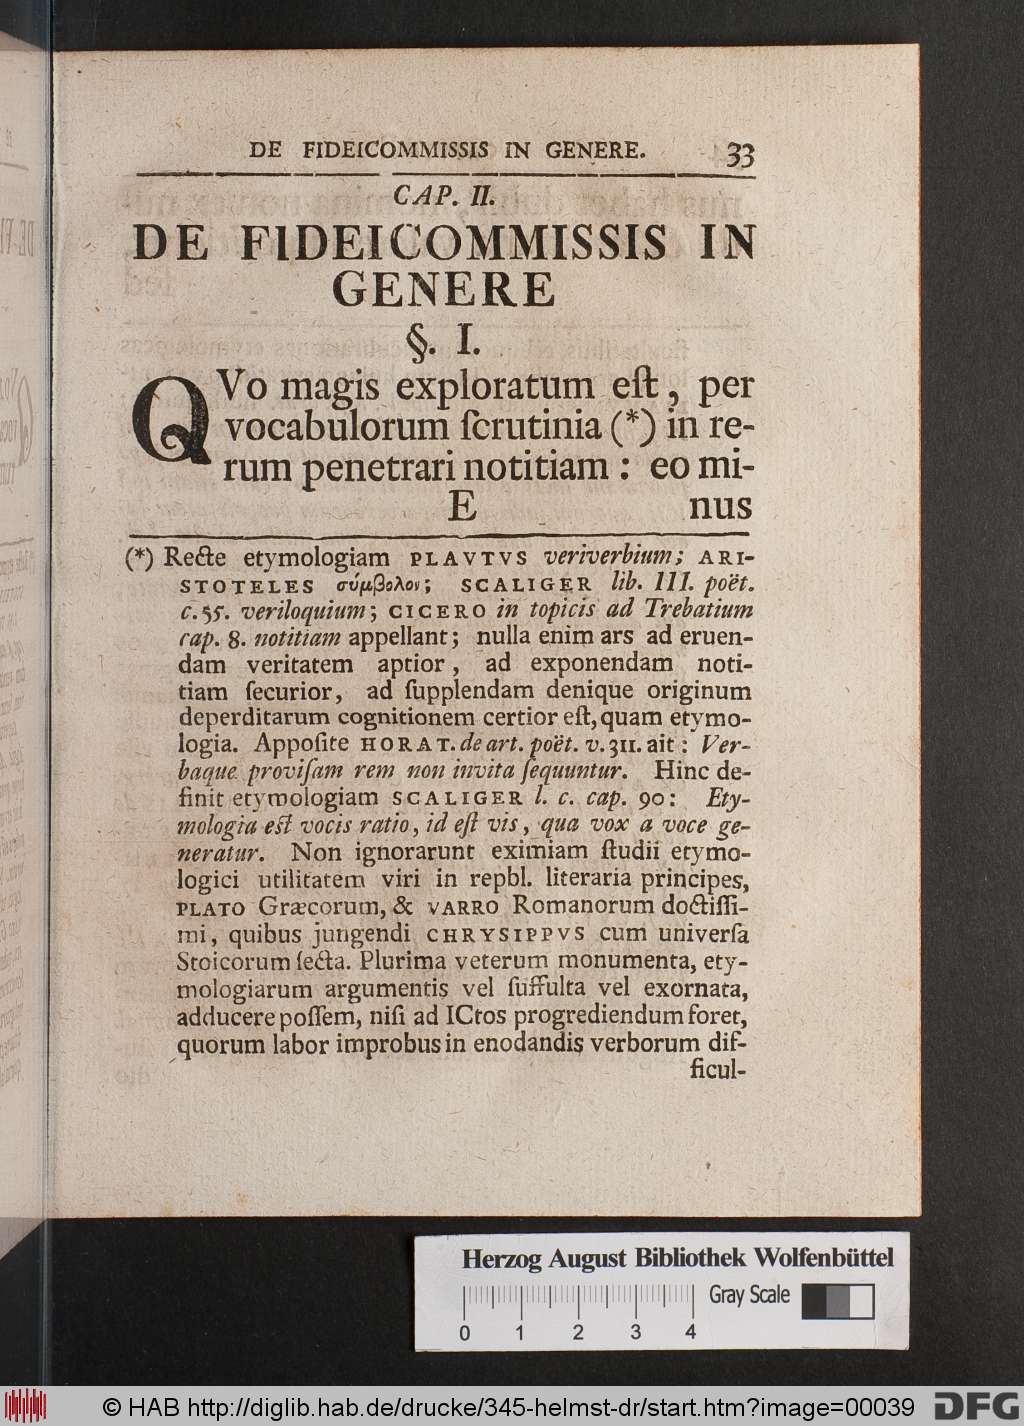 DE FIDEICOMMISSIS IN GENERE. 33
CAP. II.
DE FIDEICOMMISSIS IN
GENERE
§. I.
QVo magis exploratum eſt, per
vocabulorum ſcrutinia (*) in re-
rum penetrari notitiam : eo mi-
E nus
(*) Recte etymologiam PLAVTVS veriverbium; ARI-
STOTELES σύμβολον; SCALIGER lib. III. poët.
c. 55. veriloquium; CICERO in topicis ad Trebatium
cap. 8. notitiam appellant; nulla enim ars ad eruen-
dam veritatem aptior, ad exponendam noti-
tiam ſecurior, ad ſupplendam denique originum
deperditarum cognitionem certior eſt, quam etymo-
logia. Appoſite HORAT. de art. poët. v. 311. ait: Ver-
baque proviſam rem non invita ſequuntur. Hinc de-
finit etymologiam SCALIGER l. c. cap. 90: Ety-
mologia eſt vocis ratio, id eſt vis, qua vox a voce ge-
neratur. Non ignorarunt eximiam ſtudii etymo-
logici utilitatem viri in repbl. literaria principes,
PLATO Græcorum, & VARRO Romanorum doctiſſi-
mi, quibus jungendi CHRYSIPPVS cum univerſa
Stoicorum ſecta. Plurima veterum monumenta, ety-
mologiarum argumentis vel ſuffulta vel exornata,
adducere poſſem, niſi ad ICtos progrediendum foret,
quorum labor improbus in enodandis verborum dif-
ficul-
Herzog August Bibliothek Wolfenbüttel
Gray Scale
0 1 2 3 4
© HAB http://diglib.hab.de/drucke/345-helmst-dr/start.htm?image=00039
DFG